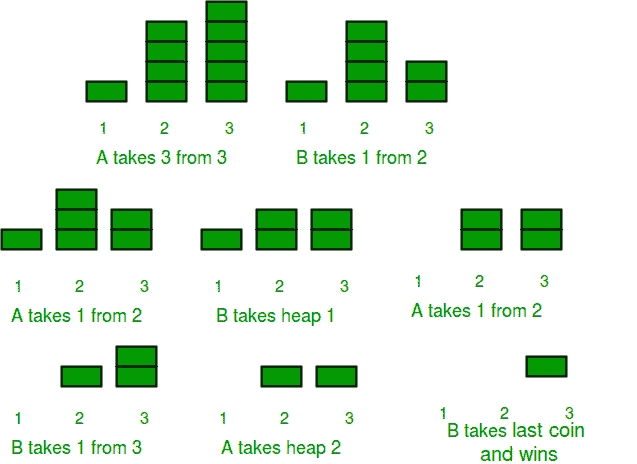 1 2 3
A takes 3 from 3
1 2 3
B takes 1 from 2
1 2 3
A takes 1 from 2
1 2 3
B takes heap 1
1 2 3
A takes 1 from 2
1 2 3
B takes 1 from 3
1 2 3
A takes heap 2
1 2 3
B takes last coin
and wins